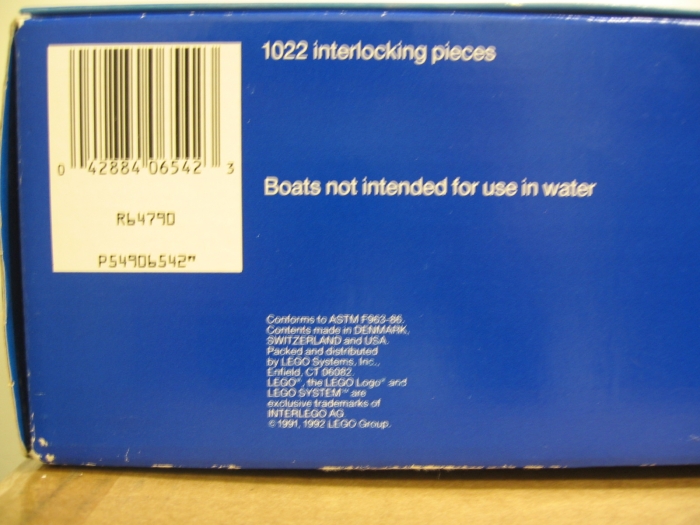 1022 interlocking pieces
0 42884 06542 3
Boats not intended for use in water
R64790
P54906542"
Conforms to ASTM F963-86.
Contents made in DENMARK,
SWITZERLAND and USA.
Packed and distributed
by LEGO Systems, Inc.,
Enfield, CT 06082.
LEGO®, the LEGO Logo® and
LEGO SYSTEM™ are
exclusive trademarks of
INTERLEGO AG.
© 1991, 1992 LEGO Group.